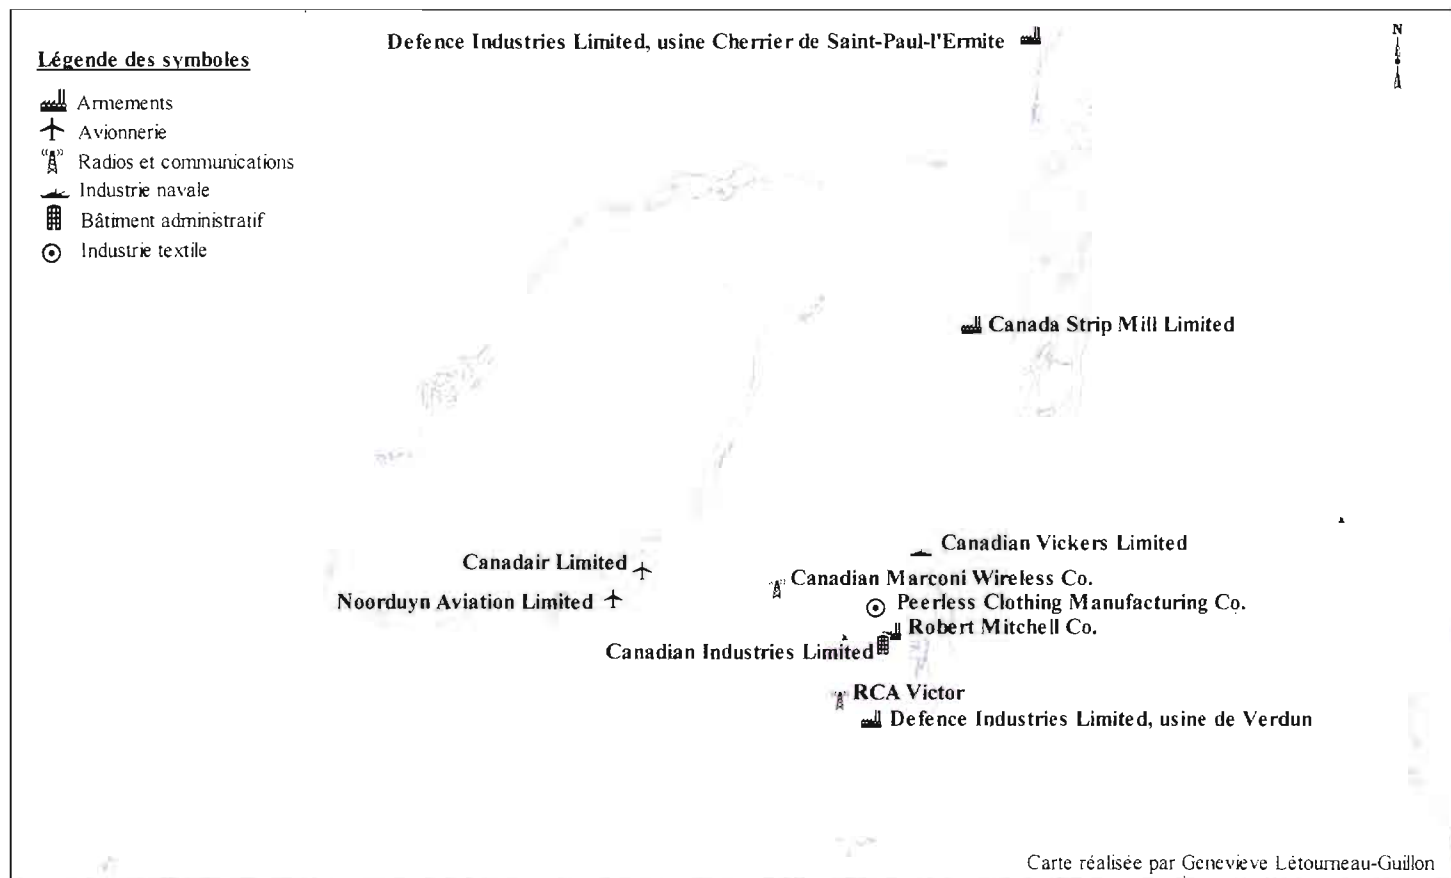 Defence Industries Limited, usine Cherrier de Saint-Paul-l'Ermite
N
Légende des symboles
Armements
Avionnerie
Radios et communications
Industrie navale
Bâtiment administratif
Industrie textile
Canada Strip Mill Limited
Canadian Vickers Limited
Canadair Limited
Canadian Marconi Wireless Co.
Noorduyn Aviation Limited
Peerless Clothing Manufacturing Co.
Robert Mitchell Co.
Canadian Industries Limited
RCA Victor
Defence Industries Limited, usine de Verdun
Carte réalisée par Genevieve Létourneau-Guillon